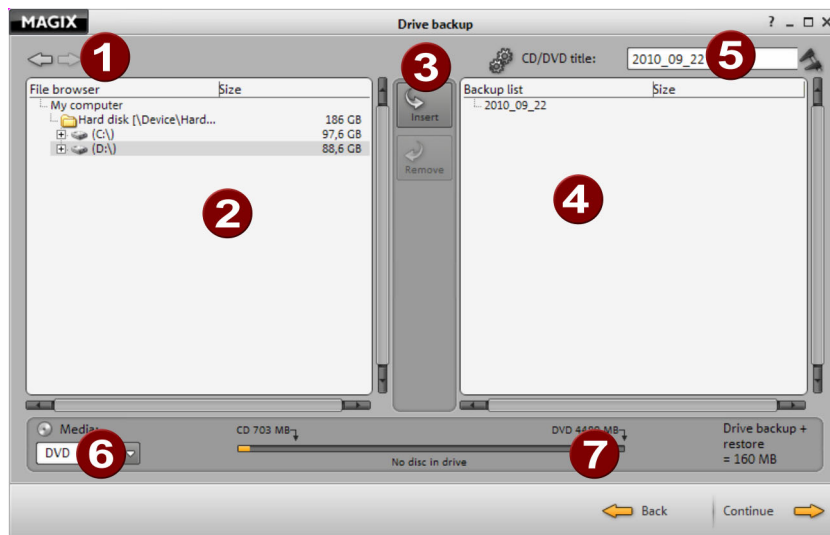 MAGIX
Drive backup
? _ □ X
1
3
CD/DVD title:
2010_09_22
5
File browser Size
My computer
Hard disk [\Device\Hard... 186 GB
(C:\) 97,6 GB
(D:\) 88,6 GB
2
Insert
Remove
Backup list Size
2010_09_22
4
Media:
DVD
6
CD 703 MB
DVD 4489 MB
7
No disc in drive
Drive backup +
restore
= 160 MB
Back
Continue